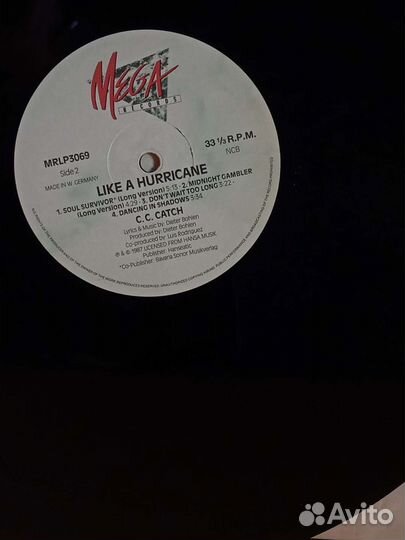 MEGA
RECORDS
MRLP3069
Side 2
MADE IN W. GERMANY
33 1/3 R.P.M.
NCB
LIKE A HURRICANE
1. SOUL SURVIVOR* (Long Version) 5:13 - 2. MIDNIGHT GAMBLER
(Long Version) 4:29 - 3. DON'T WAIT TOO LONG 3:22 -
4. DANCING IN SHADOWS 3:34
C. C. CATCH
Lyrics & Music by: Dieter Bohlen
Produced by: Dieter Bohlen
Co-produced by: Luis Rodriguez
℗ & © 1987 LICENSED FROM HANSA MUSIK.
Publisher: Hanseatic
*Co-Publisher: Bavaria Sonor Musikverlag
Avito